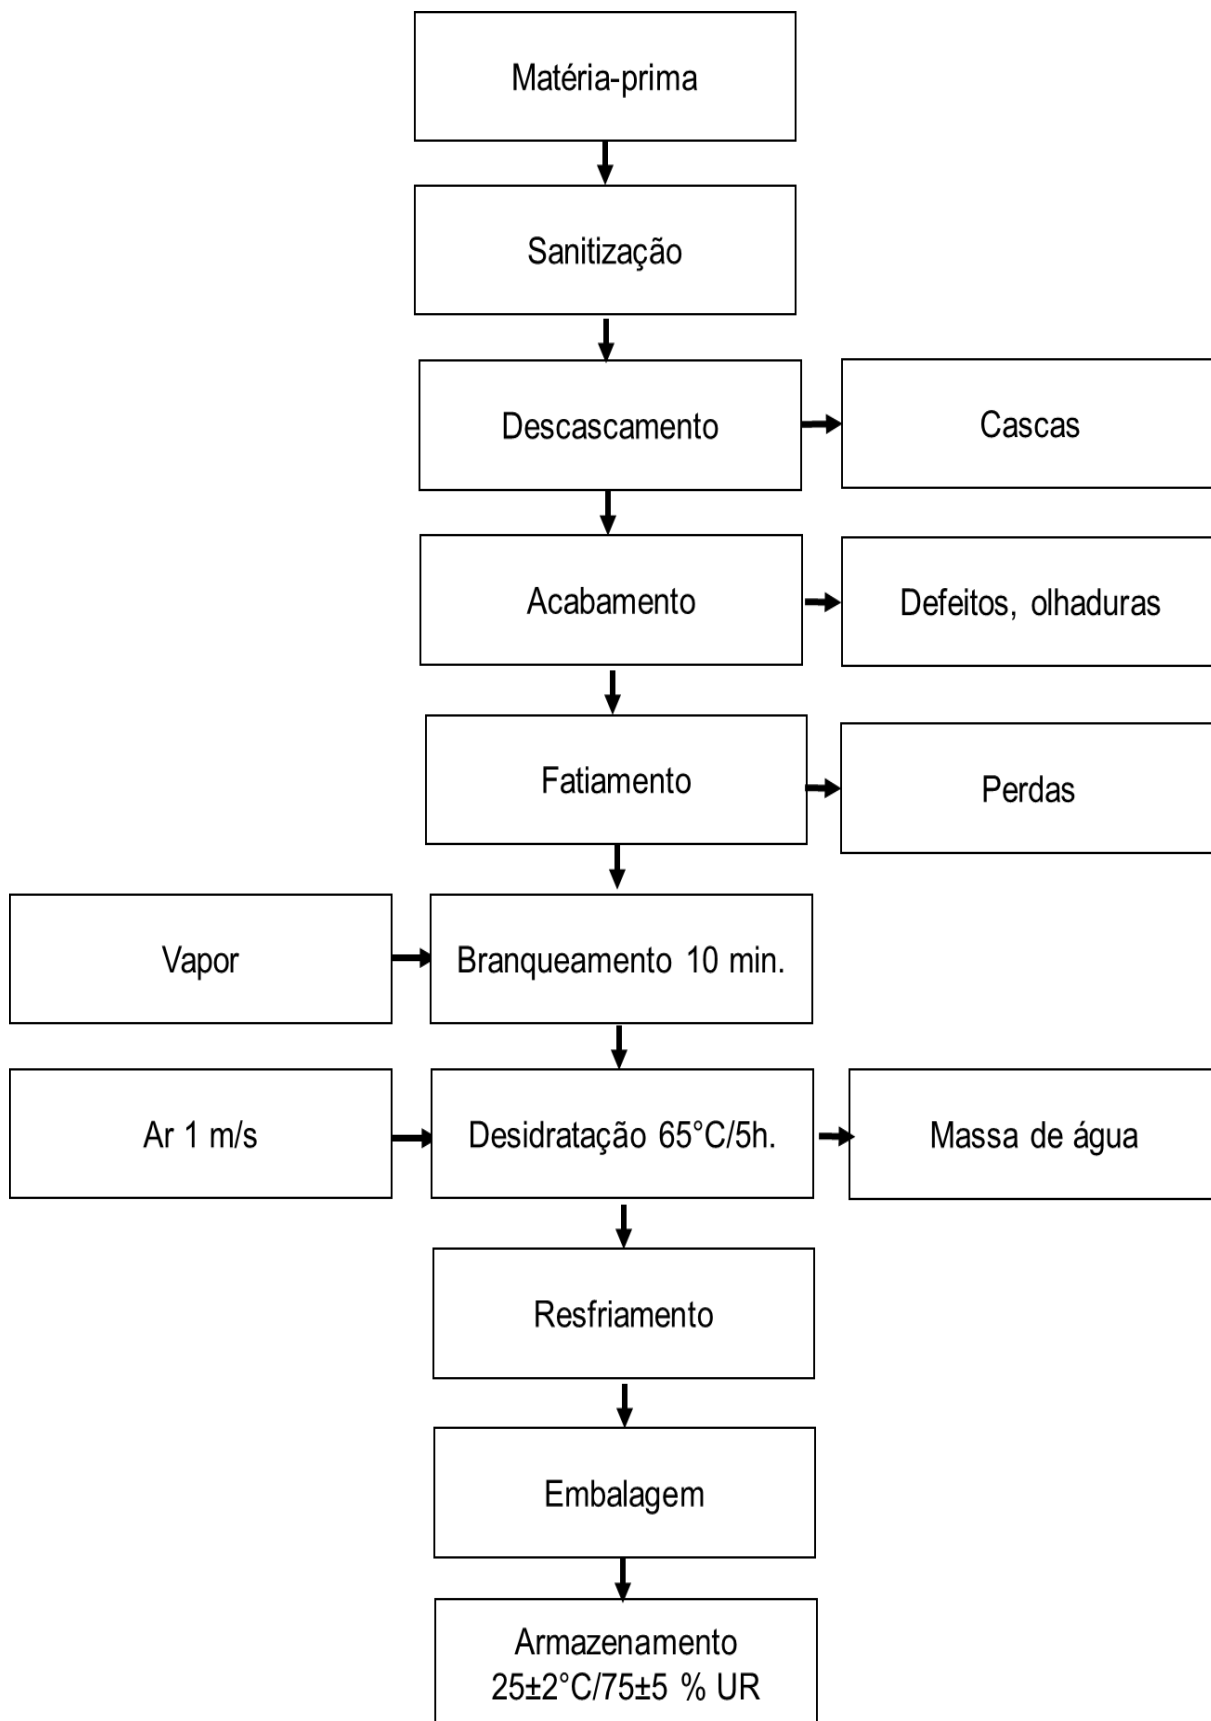 Matéria-prima
Sanitização
Descascamento
Cascas
Acabamento
Defeitos, olhaduras
Fatiamento
Perdas
Vapor
Branqueamento 10 min.
Ar 1 m/s
Desidratação 65°C/5h.
Massa de água
Resfriamento
Embalagem
Armazenamento
25±2°C/75±5 % UR